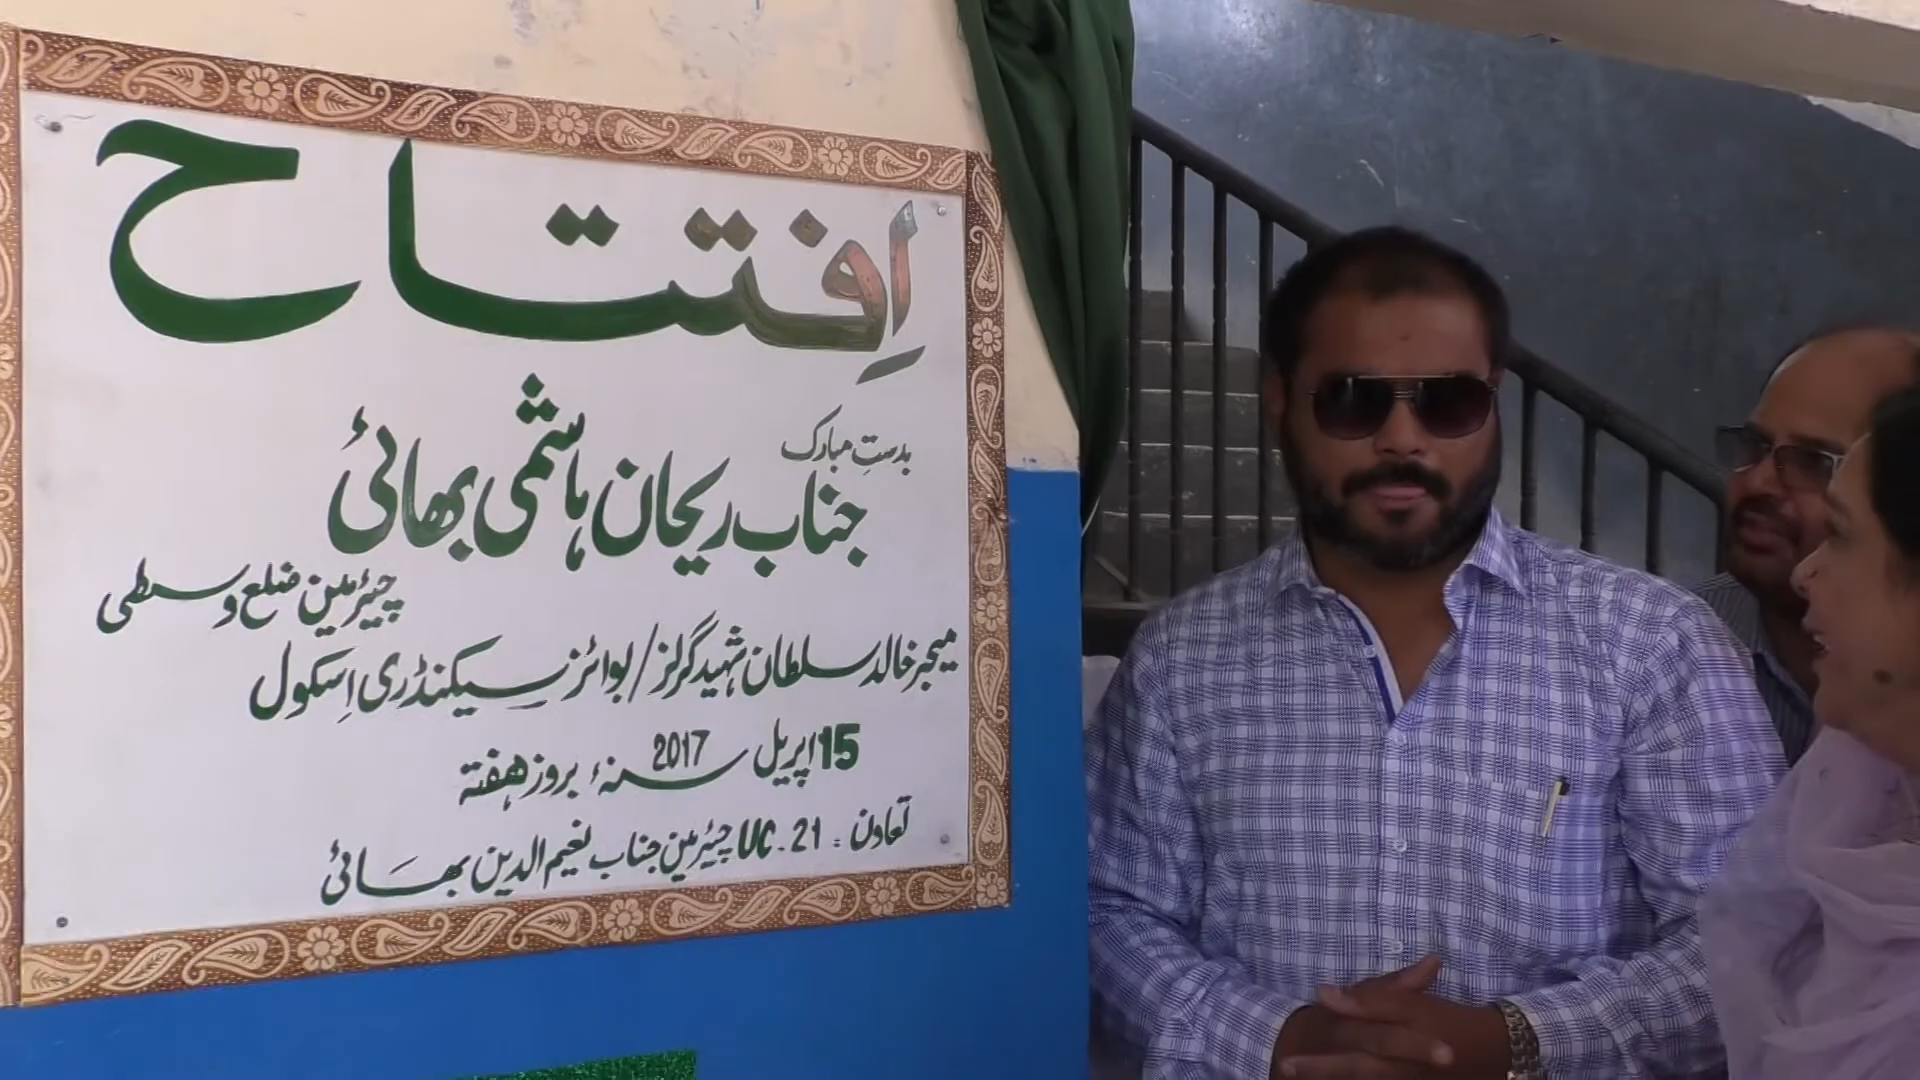 اِفتتاح
بدستِ مبارک
جناب ریحان ہاشمی بھائی
چیئرمین ضلع وسطی
میجر خالد سلطان شہید گرلز/بوائز سیکنڈری اِسکول
15 اپریل سنہ 2017ء بروز ہفتہ
تعاون = UC.21 چیئرمین جناب نعیم الدین بھائی